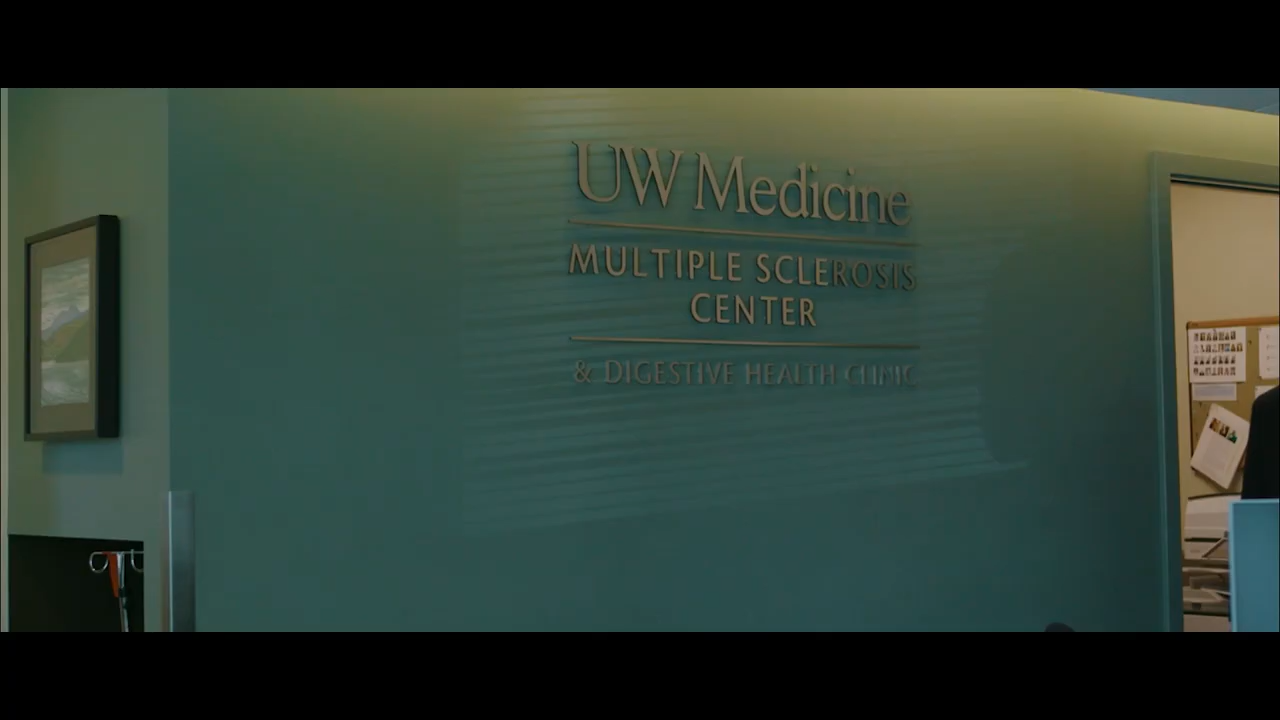 UW Medicine
MULTIPLE SCLEROSIS
CENTER
& DIGESTIVE HEALTH CLINIC